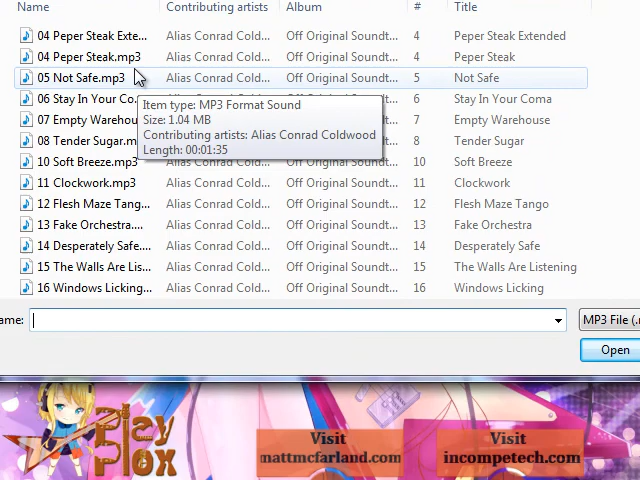 Name Contributing artists Album # Title
04 Peper Steak Exte... Alias Conrad Cold... Off Original Soundt... 4 Peper Steak Extended
04 Peper Steak.mp3 Alias Conrad Cold... Off Original Soundt... 4 Peper Steak
05 Not Safe.mp3 Alias Conrad Cold... Off Original Soundt... 5 Not Safe
06 Stay In Your Co... Alias Conrad Cold... Off Original Soundt... 6 Stay In Your Coma
Item type: MP3 Format Sound
Size: 1.04 MB
Contributing artists: Alias Conrad Coldwood
Length: 00:01:35
07 Empty Warehou... 7 Empty Warehouse
08 Tender Sugar.m... 8 Tender Sugar
10 Soft Breeze.mp3 Alias Conrad Cold... Off Original Soundt... 10 Soft Breeze
11 Clockwork.mp3 Alias Conrad Cold... Off Original Soundt... 11 Clockwork
12 Flesh Maze Tang... Alias Conrad Cold... Off Original Soundt... 12 Flesh Maze Tango
13 Fake Orchestra.... Alias Conrad Cold... Off Original Soundt... 13 Fake Orchestra
14 Desperately Safe.... Alias Conrad Cold... Off Original Soundt... 14 Desperately Safe
15 The Walls Are Lis... Alias Conrad Cold... Off Original Soundt... 15 The Walls Are Listening
16 Windows Licking... Alias Conrad Cold... Off Original Soundt... 16 Windows Licking
ame: MP3 File (.
Open
Play
Plox
Visit
mattmcfarland.com
Visit
incompetech.com